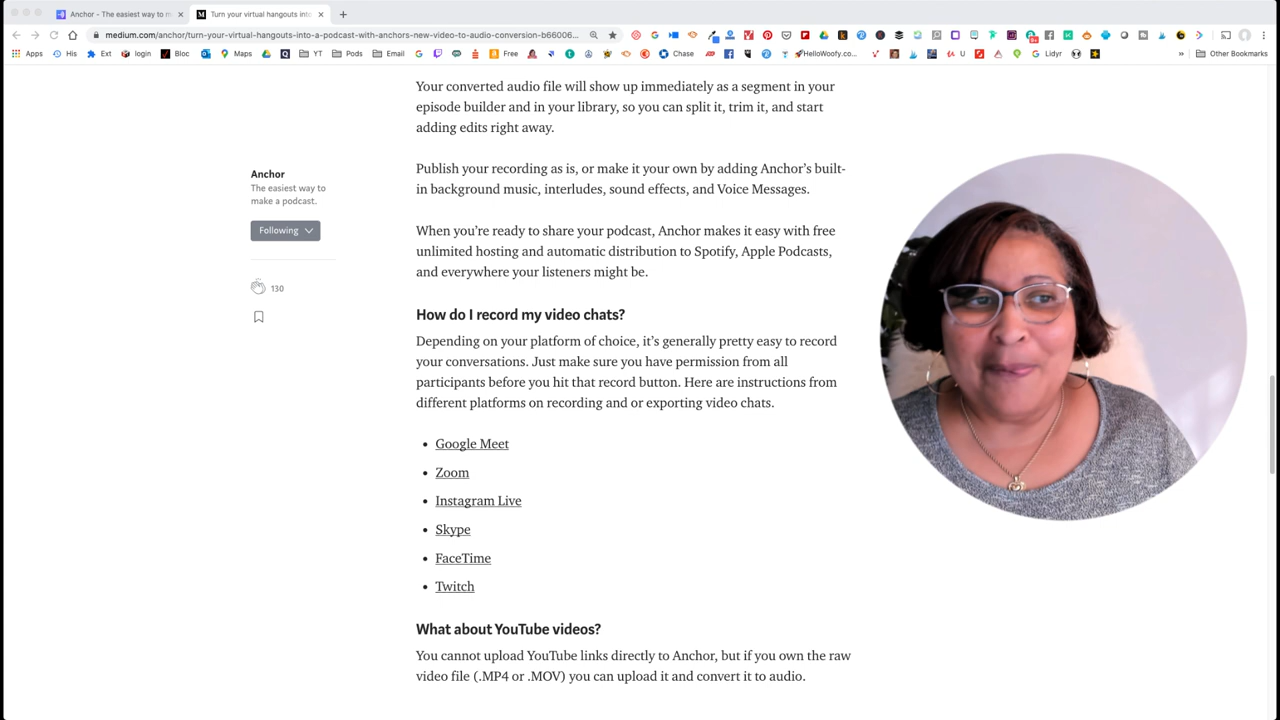 Anchor - The easiest way to m
Turn your virtual hangouts into
medium.com/anchor/turn-your-virtual-hangouts-into-a-podcast-with-anchors-new-video-to-audio-conversion-b66006...
Apps
His
Ext
login
Bloc
Maps
YT
Pods
Email
Free
Chase
HelloWoofy.co...
U
Lidyr
Other Bookmarks
Your converted audio file will show up immediately as a segment in your
episode builder and in your library, so you can split it, trim it, and start
adding edits right away.
Anchor
The easiest way to
make a podcast.
Following
130
Publish your recording as is, or make it your own by adding Anchor’s built-
in background music, interludes, sound effects, and Voice Messages.
When you’re ready to share your podcast, Anchor makes it easy with free
unlimited hosting and automatic distribution to Spotify, Apple Podcasts,
and everywhere your listeners might be.
How do I record my video chats?
Depending on your platform of choice, it’s generally pretty easy to record
your conversations. Just make sure you have permission from all
participants before you hit that record button. Here are instructions from
different platforms on recording and or exporting video chats.
• Google Meet
• Zoom
• Instagram Live
• Skype
• FaceTime
• Twitch
What about YouTube videos?
You cannot upload YouTube links directly to Anchor, but if you own the raw
video file (.MP4 or .MOV) you can upload it and convert it to audio.